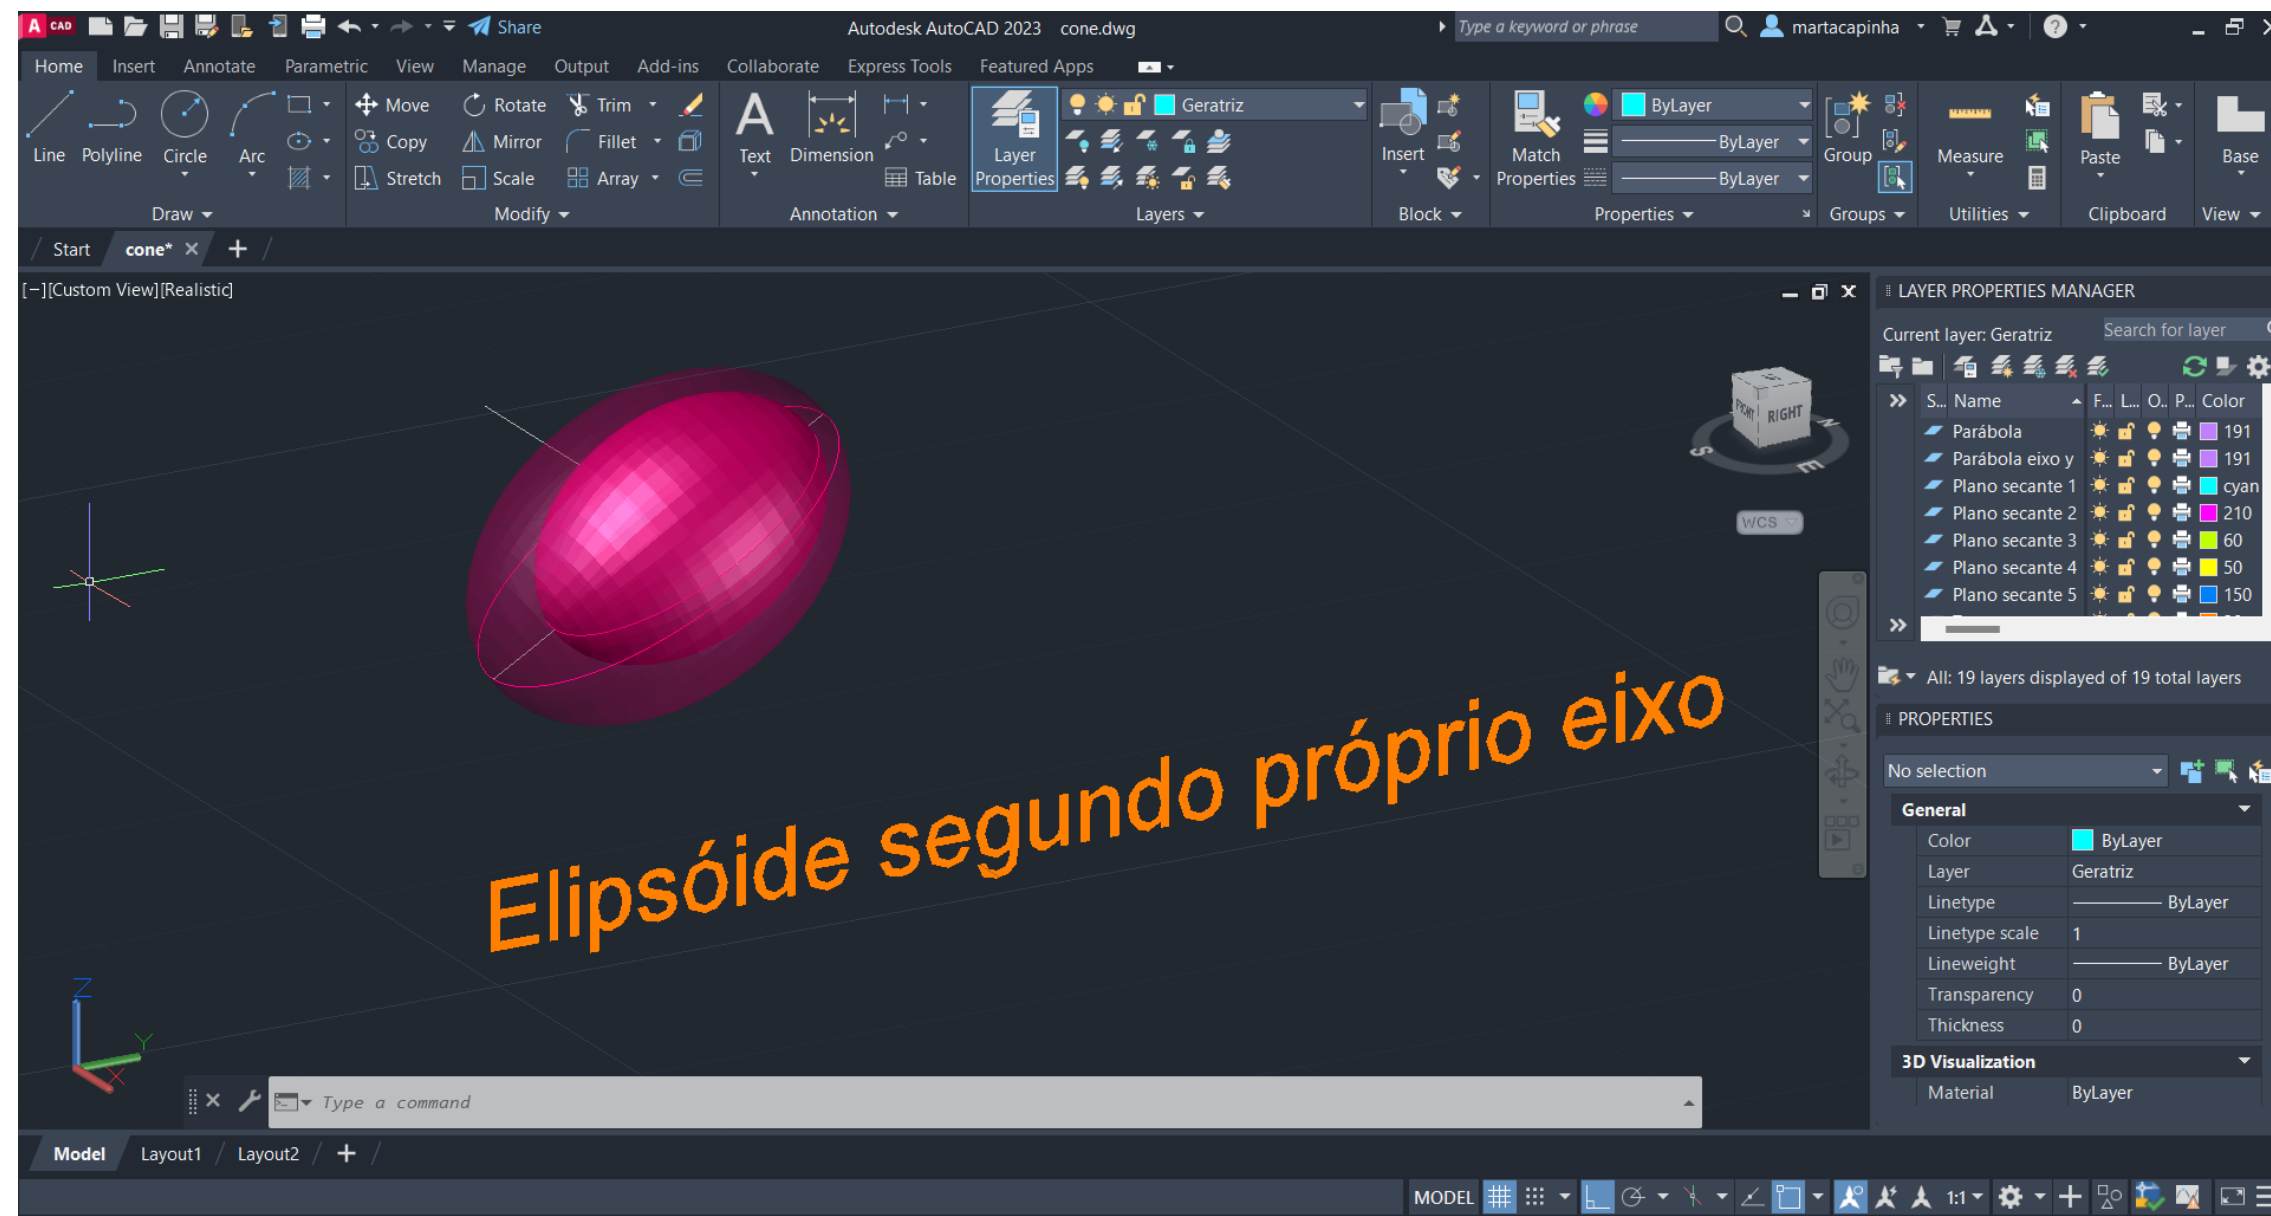 A CAD
Share
Autodesk AutoCAD 2023 cone.dwg
Type a keyword or phrase
martacapinha
Home Insert Annotate Parametric View Manage Output Add-ins Collaborate Express Tools Featured Apps
Line Polyline Circle Arc
Move Rotate Trim
Copy Mirror Fillet
Stretch Scale Array
Text Dimension
Table
Layer Properties
Geratriz
Insert
Match Properties
ByLayer
ByLayer
ByLayer
Group
Measure
Paste
Base
Draw Modify Annotation Layers Block Properties Groups Utilities Clipboard View
Start cone*
[−][Custom View][Realistic]
FRONT RIGHT
S E N
WCS
Elipsóide segundo próprio eixo
Z
Y
X
Type a command
LAYER PROPERTIES MANAGER
Current layer: Geratriz
Search for layer
S... Name F... L... O.. P... Color
Parábola 191
Parábola eixo y 191
Plano secante 1 cyan
Plano secante 2 210
Plano secante 3 60
Plano secante 4 50
Plano secante 5 150
All: 19 layers displayed of 19 total layers
PROPERTIES
No selection
General
Color ByLayer
Layer Geratriz
Linetype ByLayer
Linetype scale 1
Lineweight ByLayer
Transparency 0
Thickness 0
3D Visualization
Material ByLayer
Model Layout1 Layout2
MODEL 1:1